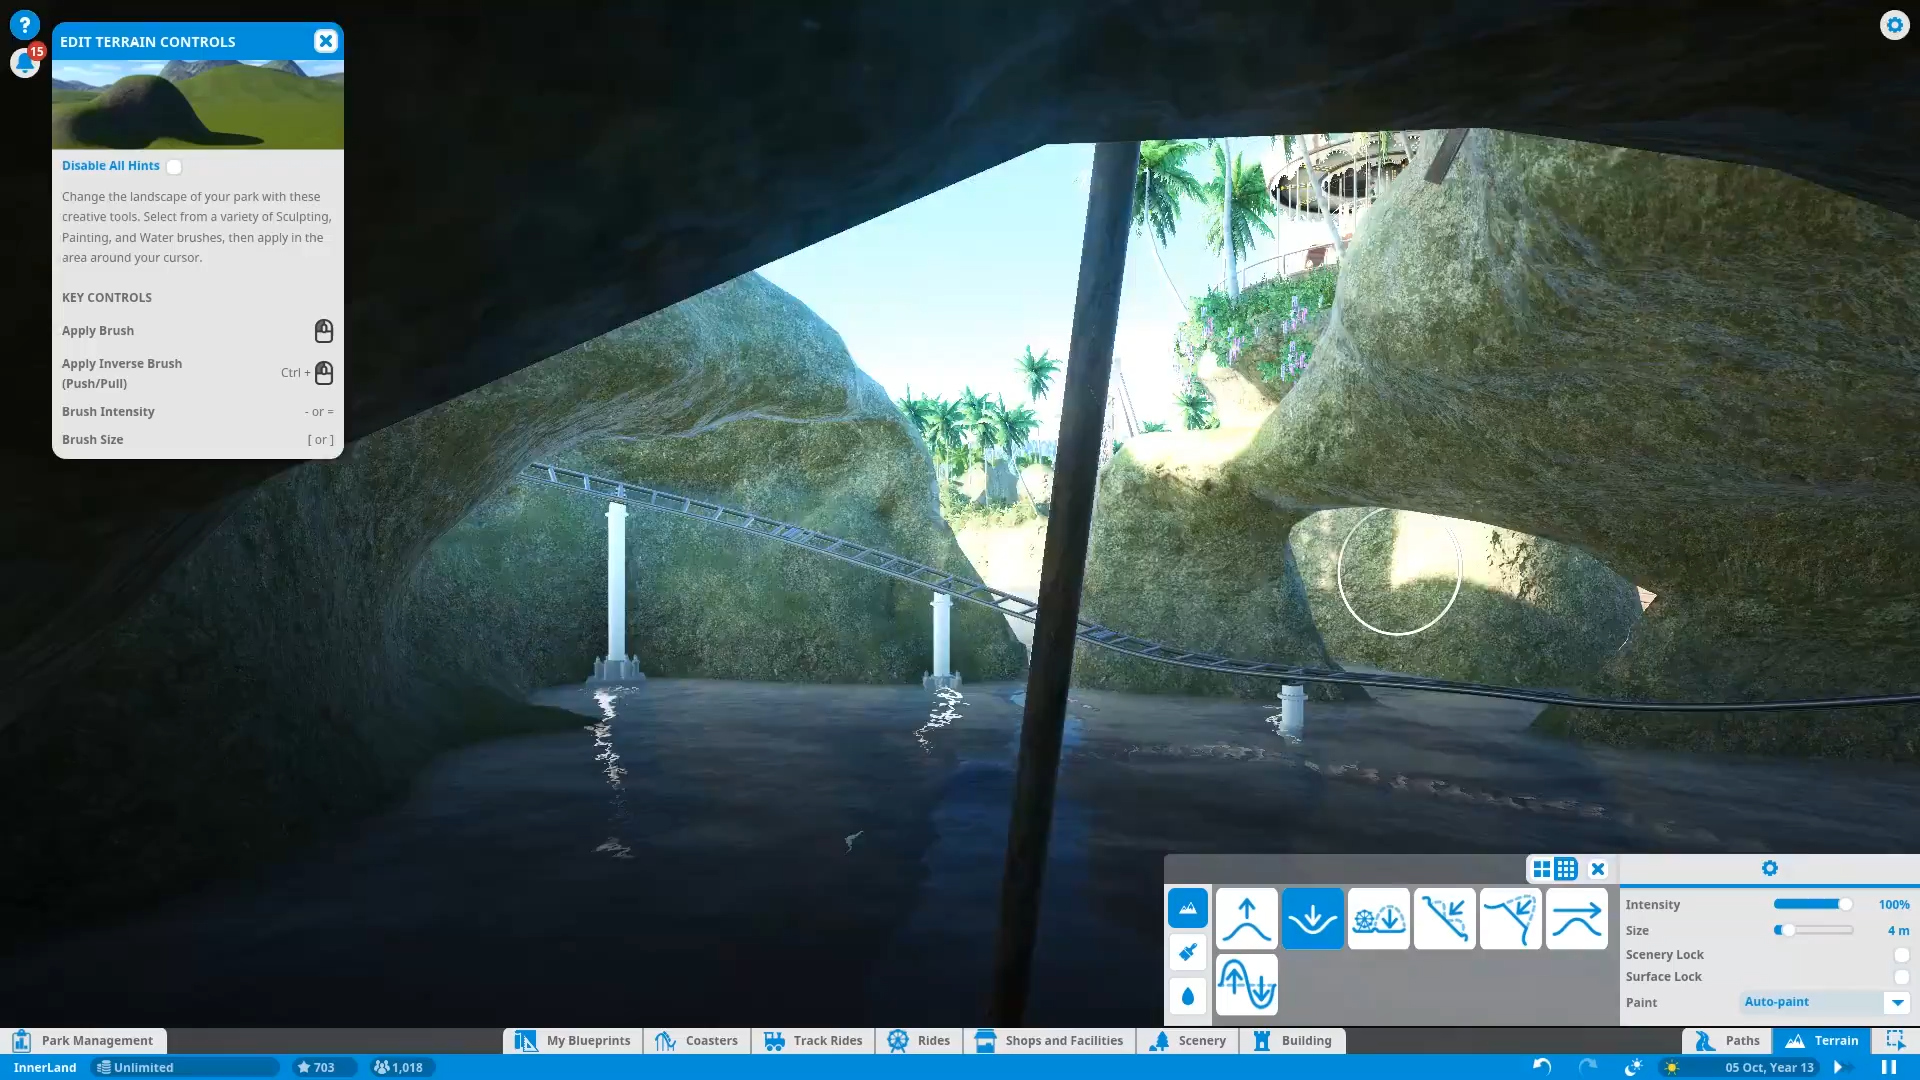 ?
15
EDIT TERRAIN CONTROLS
Disable All Hints
Change the landscape of your park with these
creative tools. Select from a variety of Sculpting,
Painting, and Water brushes, then apply in the
area around your cursor.
KEY CONTROLS
Apply Brush
Apply Inverse Brush
(Push/Pull)
Ctrl +
Brush Intensity
- or =
Brush Size
[ or ]
Intensity 100%
Size 4 m
Scenery Lock
Surface Lock
Paint Auto-paint
Park Management
My Blueprints
Coasters
Track Rides
Rides
Shops and Facilities
Scenery
Building
Paths
Terrain
InnerLand
Unlimited
703
1,018
05 Oct, Year 13